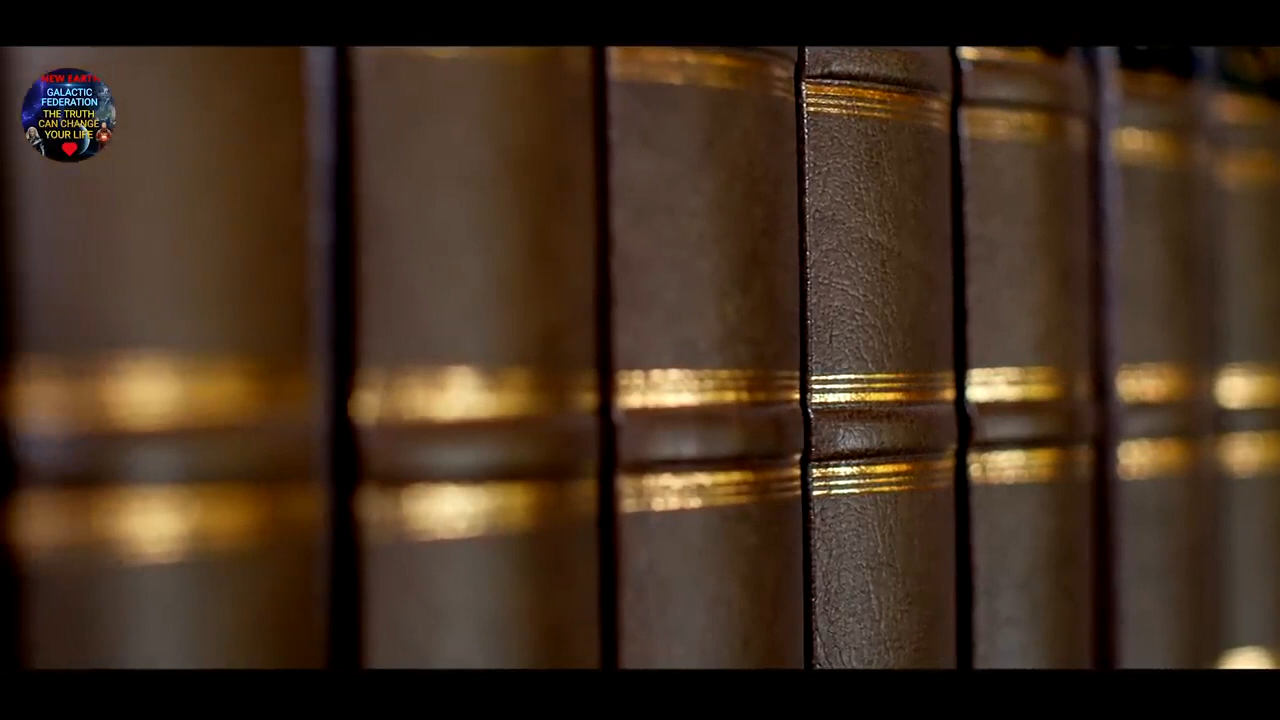 NEW EARTH
GALACTIC
FEDERATION
THE TRUTH
CAN CHANGE
YOUR LIFE